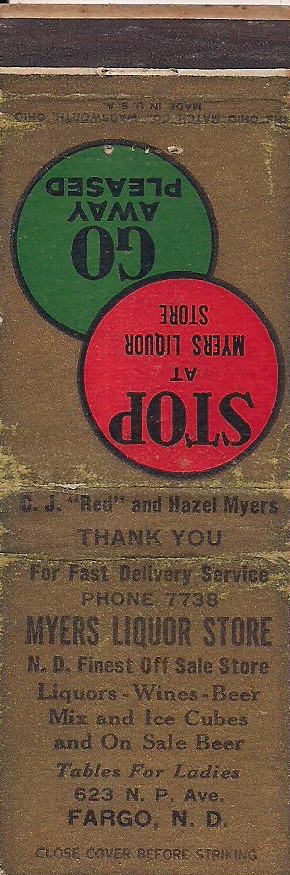 THE OHIO MATCH CO., WADSWORTH, OHIO
MADE IN U.S.A.
STOP
AT
MYERS LIQUOR
STORE
GO
AWAY
PLEASED
C. J. "Red" and Hazel Myers
THANK YOU
For Fast Delivery Service
PHONE 7738
MYERS LIQUOR STORE
N. D. Finest Off Sale Store
Liquors - Wines - Beer
Mix and Ice Cubes
and On Sale Beer
Tables For Ladies
623 N. P. Ave.
FARGO, N. D.
CLOSE COVER BEFORE STRIKING